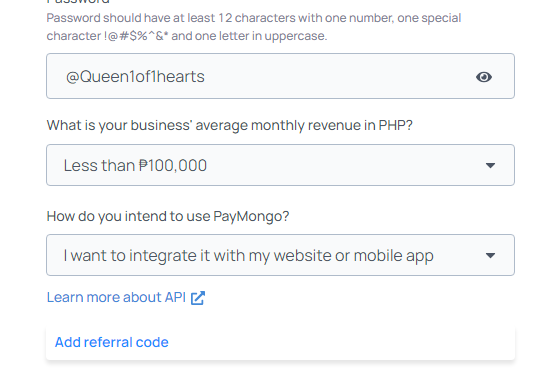 Password
Password should have at least 12 characters with one number, one special
character !@#$%^&* and one letter in uppercase.
@Queen1of1hearts
What is your business' average monthly revenue in PHP?
Less than ₱100,000
How do you intend to use PayMongo?
I want to integrate it with my website or mobile app
Learn more about API
Add referral code